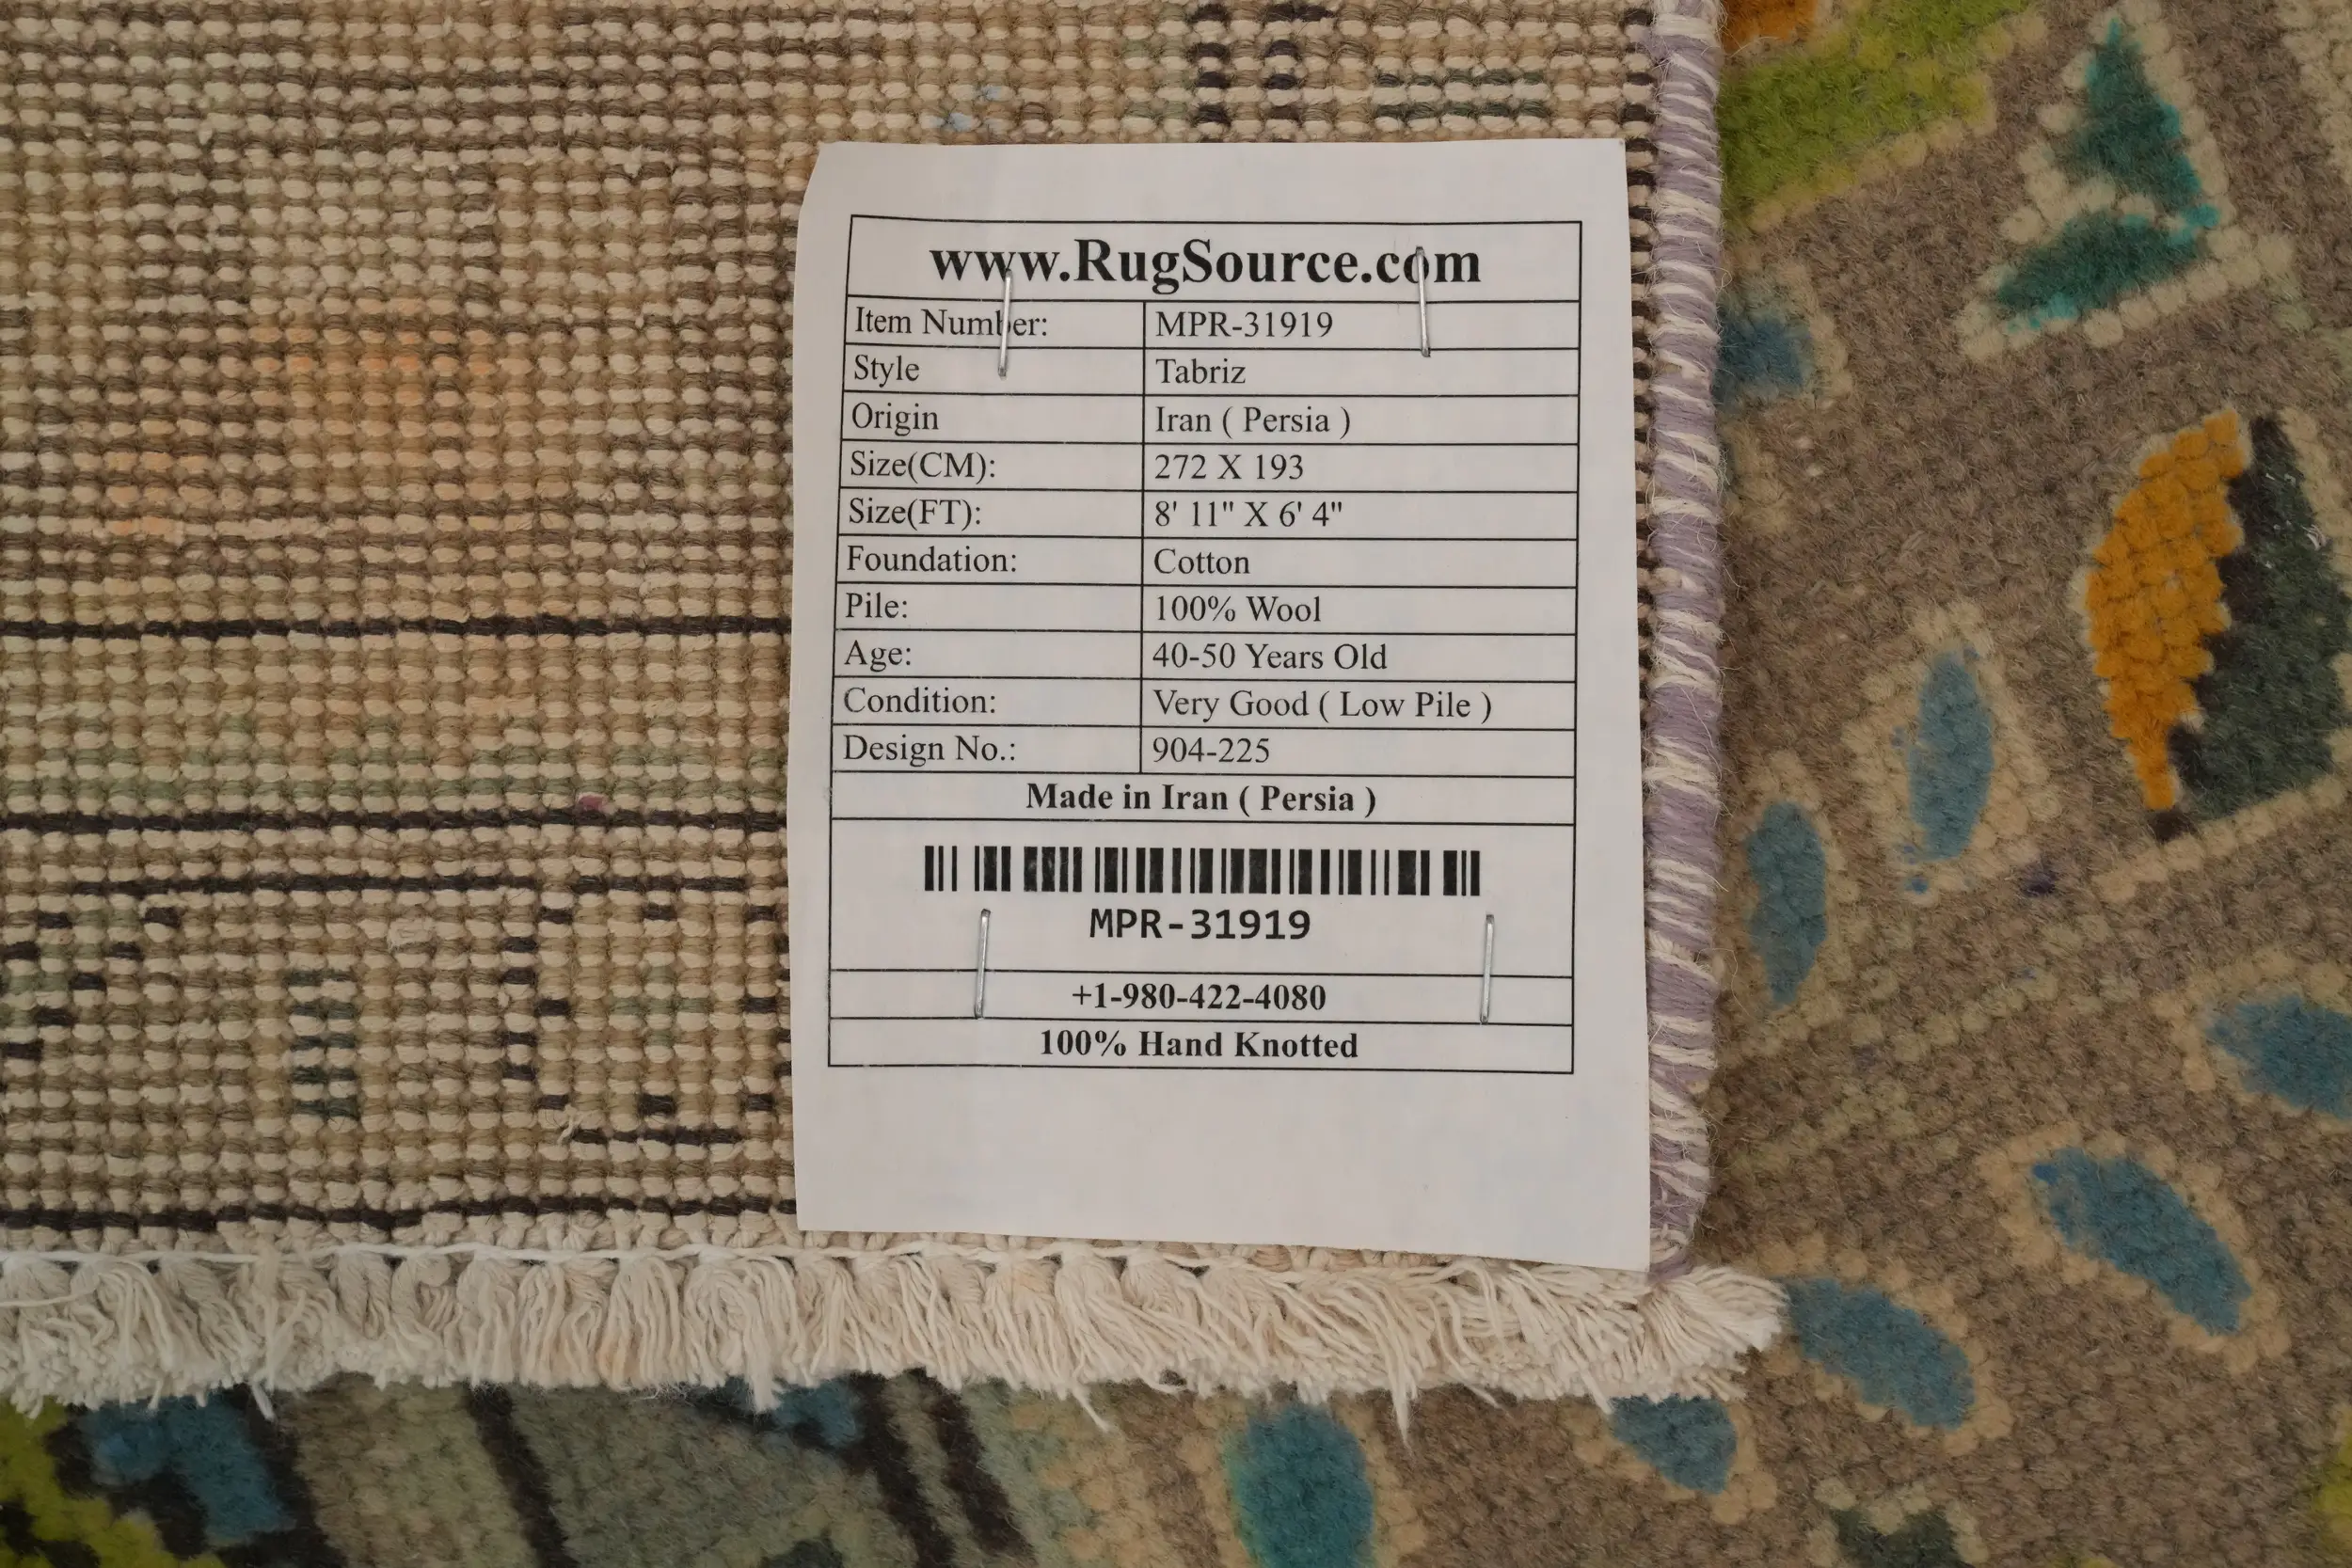 www.RugSource.com
Item Number: MPR-31919
Style Tabriz
Origin Iran ( Persia )
Size(CM): 272 X 193
Size(FT): 8' 11" X 6' 4"
Foundation: Cotton
Pile: 100% Wool
Age: 40-50 Years Old
Condition: Very Good ( Low Pile )
Design No.: 904-225
Made in Iran ( Persia )
MPR-31919
+1-980-422-4080
100% Hand Knotted